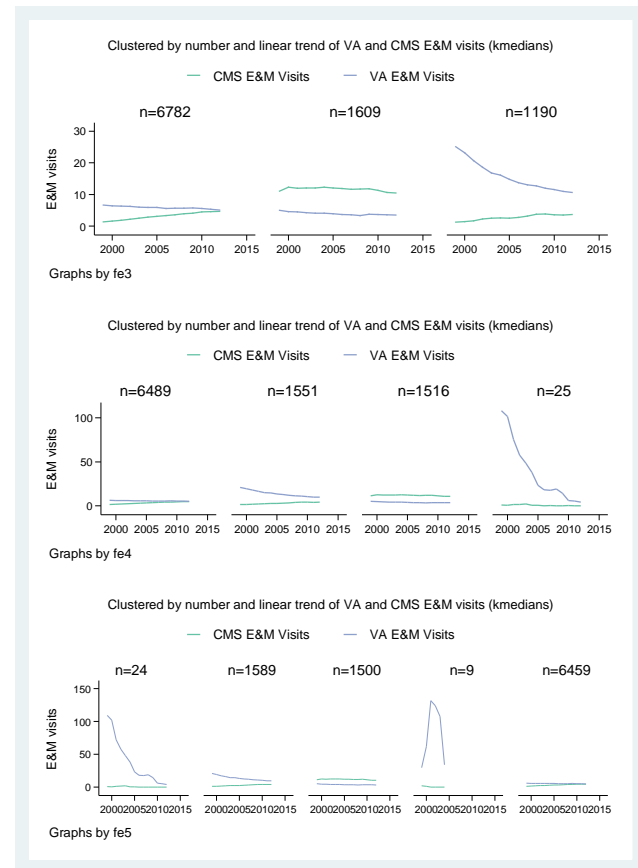 Clustered by number and linear trend of VA and CMS E&M visits (kmedians)
CMS E&M Visits VA E&M Visits
n=6782 n=1609 n=1190
E&M visits
30
20
10
0
2000 2005 2010 2015 2000 2005 2010 2015 2000 2005 2010 2015
Graphs by fe3
Clustered by number and linear trend of VA and CMS E&M visits (kmedians)
CMS E&M Visits VA E&M Visits
n=6489 n=1551 n=1516 n=25
E&M visits
100
50
0
2000 2005 2010 2015 2000 2005 2010 2015 2000 2005 2010 2015 2000 2005 2010 2015
Graphs by fe4
Clustered by number and linear trend of VA and CMS E&M visits (kmedians)
CMS E&M Visits VA E&M Visits
n=24 n=1589 n=1500 n=9 n=6459
E&M visits
150
100
50
0
2000200520102015 2000200520102015 2000200520102015 2000200520102015 2000200520102015
Graphs by fe5